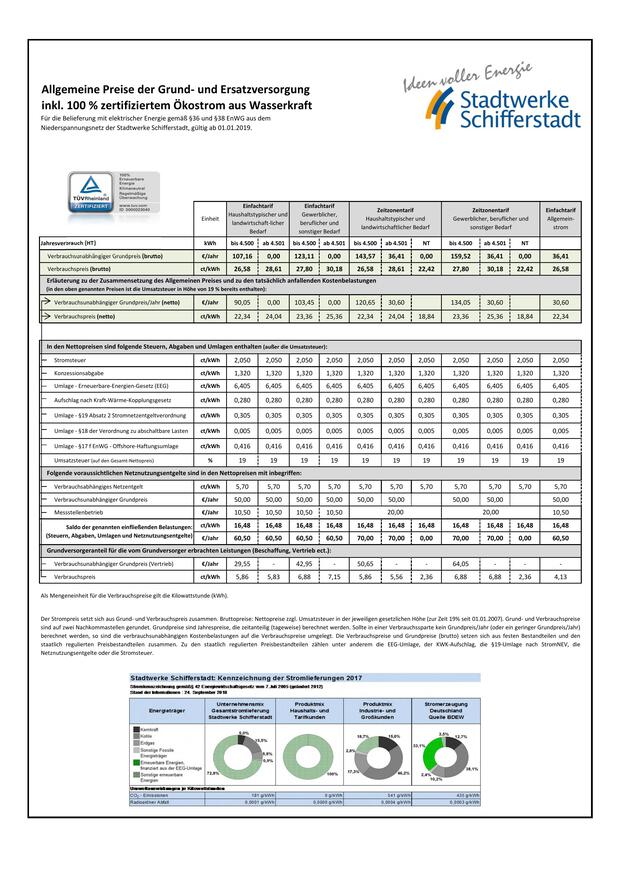 Ideen voller Energie
Stadtwerke
Schifferstadt
Allgemeine Preise der Grund- und Ersatzversorgung
inkl. 100 % zertifiziertem Ökostrom aus Wasserkraft
Für die Belieferung mit elektrischer Energie gemäß §36 und §38 EnWG aus dem
Niederspannungsnetz der Stadtwerke Schifferstadt, gültig ab 01.01.2019.
TÜVRheinland
ZERTIFIZIERT
100%
Erneuerbare
Energie
Klimaneutral
Regelmäßige
Überwachung
www.tuv.com
Einheit
Einfachtarif
Haushaltstypischer und
landwirtschaft-licher
Bedarf
Einfachtarif
Gewerblicher,
beruflicher und
sonstiger Bedarf
Zeitzonentarif
Haushaltstypischer und
landwirtschaftlicher Bedarf
Zeitzonentarif
Gewerblicher, beruflicher und
sonstiger Bedarf
Einfachtarif
Allgemein-
strom
Jahresverbrauch (HT) kWh bis 4.500 ab 4.501 bis 4.500 ab 4.501 bis 4.500 ab 4.501 NT bis 4.500 ab 4.501 NT
Verbrauchsunabhängiger Grundpreis (brutto) €/Jahr 107,16 0,00 123,11 0,00 143,57 36,41 0,00 159,52 36,41 0,00 36,41
Verbrauchspreis (brutto) ct/kWh 26,58 28,61 27,80 30,18 26,58 28,61 22,42 27,80 30,18 22,42 26,58
Erläuterung zu der Zusammensetzung des Allgemeinen Preises und zu den tatsächlich anfallenden Kostenbelastungen
(in den oben genannten Preisen ist die Umsatzsteuer in Höhe von 19 % bereits enthalten):
Verbrauchsunabhängiger Grundpreis/Jahr (netto) €/Jahr 90,05 0,00 103,45 0,00 120,65 30,60 134,05 30,60 30,60
Verbrauchspreis (netto) ct/kWh 22,34 24,04 23,36 25,36 22,34 24,04 18,84 23,36 25,36 18,84 22,34
In den Nettopreisen sind folgende Steuern, Abgaben und Umlagen enthalten (außer die Umsatzsteuer):
Stromsteuer ct/kWh 2,050 2,050 2,050 2,050 2,050 2,050 2,050 2,050 2,050 2,050 2,050
Konzessionsabgabe ct/kWh 1,320 1,320 1,320 1,320 1,320 1,320 1,320 1,320 1,320 1,320 1,320
Umlage - Erneuerbare-Energien-Gesetz (EEG) ct/kWh 6,405 6,405 6,405 6,405 6,405 6,405 6,405 6,405 6,405 6,405 6,405
Aufschlag nach Kraft-Wärme-Kopplungsgesetz ct/kWh 0,280 0,280 0,280 0,280 0,280 0,280 0,280 0,280 0,280 0,280 0,280
Umlage - §19 Absatz 2 Stromnetzentgeltverordnung ct/kWh 0,305 0,305 0,305 0,305 0,305 0,305 0,305 0,305 0,305 0,305 0,305
Umlage - §18 der Verordnung zu abschaltbare Lasten ct/kWh 0,005 0,005 0,005 0,005 0,005 0,005 0,005 0,005 0,005 0,005 0,005
Umlage - §17 f EnWG - Offshore-Haftungsumlage ct/kWh 0,416 0,416 0,416 0,416 0,416 0,416 0,416 0,416 0,416 0,416 0,416
Umsatzsteuer (auf den Gesamt-Nettopreis) % 19 19 19 19 19 19 19 19 19 19 19
Folgende voraussichtlichen Netznutzungsentgelte sind in den Nettopreisen mit inbegriffen:
Verbrauchsabhängiges Netzentgelt ct/kWh 5,70 5,70 5,70 5,70 5,70 5,70 5,70 5,70 5,70 5,70 5,70
Verbrauchsunabhängiger Grundpreis €/Jahr 50,00 50,00 50,00 50,00 50,00 50,00 50,00 50,00 50,00
Messstellenbetrieb €/Jahr 10,50 10,50 10,50 10,50 20,00 20,00 10,50
Saldo der genannten einfließenden Belastungen: ct/kWh 16,48 16,48 16,48 16,48 16,48 16,48 16,48 16,48 16,48 16,48 16,48
(Steuern, Abgaben, Umlagen und Netznutzungsentgelte) €/Jahr 60,50 60,50 60,50 60,50 70,00 70,00 0,00 70,00 70,00 0,00 60,50
Grundversorgeranteil für die vom Grundversorger erbrachten Leistungen (Beschaffung, Vertrieb ect.):
Verbrauchsunabhängiger Grundpreis (Vertrieb) €/Jahr 29,55 - 42,95 - 50,65 - 64,05 - -
Verbrauchspreis ct/kWh 5,86 5,83 6,88 7,15 5,86 5,56 2,36 6,88 6,88 2,36 4,13
Als Mengeneinheit für die Verbrauchspreise gilt die Kilowattstunde (kWh).
Der Strompreis setzt sich aus Grund- und Verbrauchspreis zusammen. Bruttopreise: Nettopreise zzgl. Umsatzsteuer in der jeweiligen gesetzlichen Höhe (zur Zeit 19% seit 01.01.2007). Grund- und Verbrauchspreise
sind auf zwei Nachkommastellen gerundet. Grundpreise sind Jahrespreise, die zeitanteilig (tageweise) berechnet werden. Sollte in einer Verbrauchssparte kein Grundpreis/Jahr (oder ein geringer Grundpreis/Jahr)
berechnet werden, so sind die verbrauchsunabhängigen Kostenbelastungen auf die Verbrauchspreise umgelegt. Die Verbrauchspreise und Grundpreise (brutto) setzen sich aus festen Bestandteilen und den
staatlich regulierten Preisbestandteilen zusammen. Zu den staatlich regulierten Preisbestandteilen zählen unter anderem die EEG-Umlage, der KWK-Aufschlag, die §19-Umlage nach StromNEV, die
Netznutzungsentgelte oder die Stromsteuer.
Stadtwerke Schifferstadt: Kennzeichnung der Stromlieferungen 2017
Stromkennzeichnung gemäß 42 Energiewirtschaftsgesetz vom 7. Juli 2005 (geändert 2012)
Stand der Informationen: 24. September 2018
Energieträger
Unternehmensmix
Gesamtstromlieferung
Stadtwerke Schifferstadt
Produktmix
Haushalts- und
Tarifkunden
Produktmix
Industrie- und
Großkunden
Stromerzeugung
Deutschland
Quelle BDEW
Kernkraft
Kohle
Erdgas
Sonstige Fossile
Energieträger
Erneuerbare Energien,
finanziert aus der EEG-Umlage
Sonstige erneuerbare
Energien
72,8%
100%
Umweltauswirkungen je Kilowattstunde
CO₂ - Emissionen 181 g/kWh 0 g/kWh 541 g/kWh 435 g/kWh
Radioaktiver Abfall 0,0001 g/kWh 0,0000 g/kWh 0,0004 g/kWh 0,0003 g/kWh